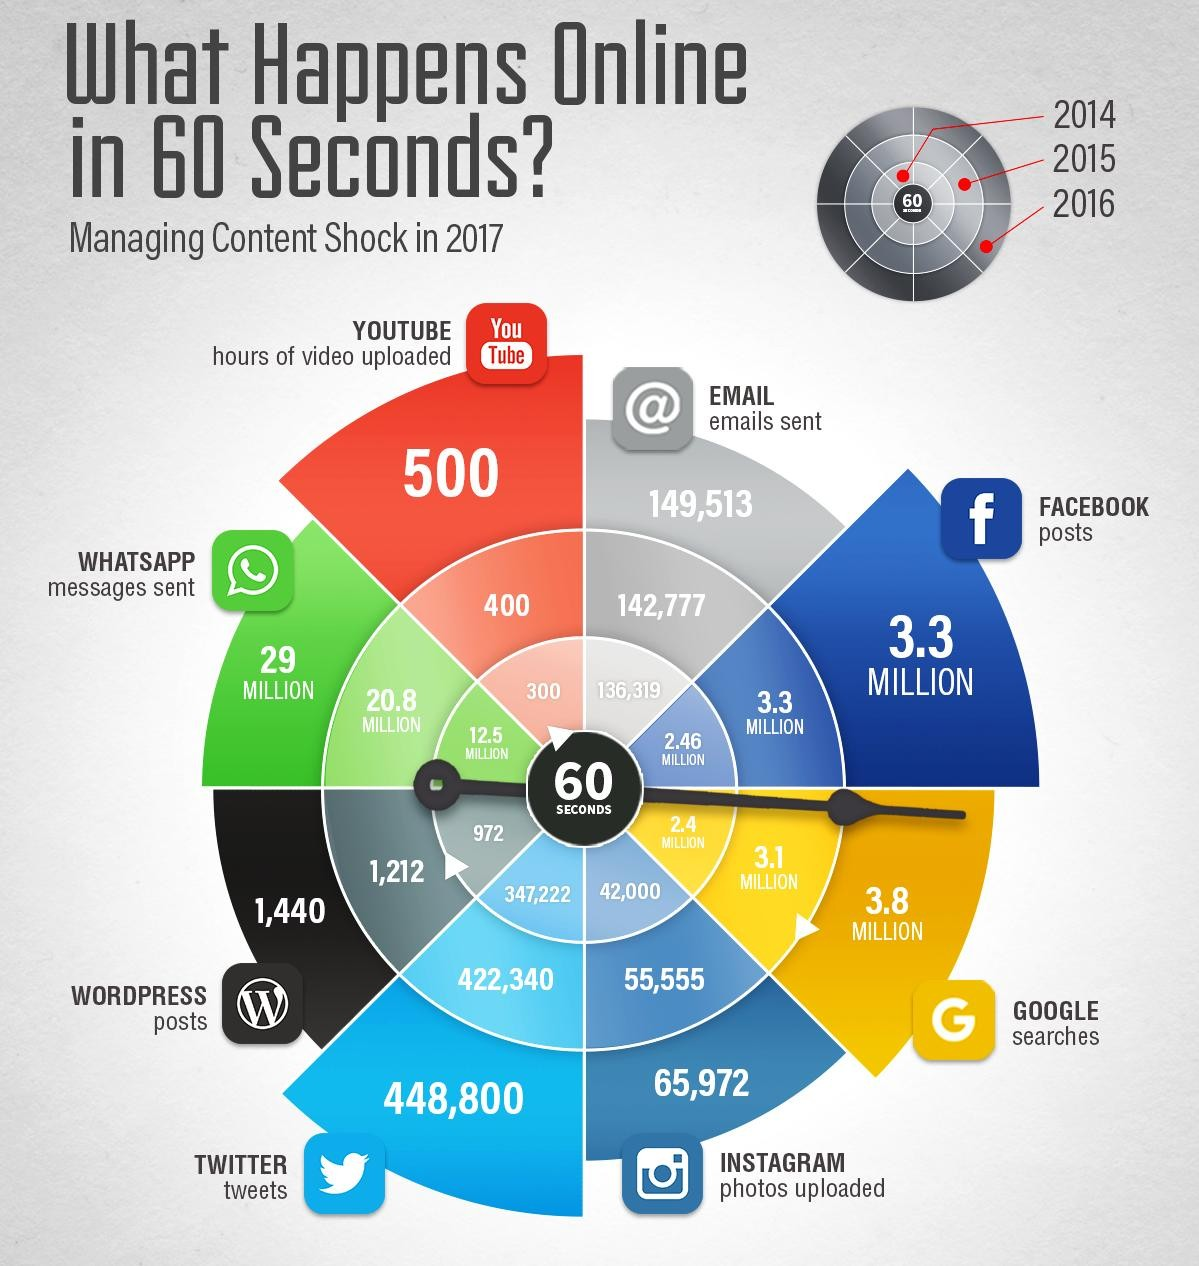 What Happens Online
in 60 Seconds?
Managing Content Shock in 2017
2014
2015
2016
60
SECONDS
YOUTUBE
hours of video uploaded
You
Tube
500
400
300
@
EMAIL
emails sent
149,513
142,777
136,319
f
FACEBOOK
posts
3.3
MILLION
3.3
MILLION
2.46
MILLION
WHATSAPP
messages sent
29
MILLION
20.8
MILLION
12.5
MILLION
60
SECONDS
2.4
MILLION
3.1
MILLION
3.8
MILLION
G
GOOGLE
searches
972
1,212
1,440
W
WORDPRESS
posts
347,222
422,340
448,800
TWITTER
tweets
42,000
55,555
65,972
INSTAGRAM
photos uploaded